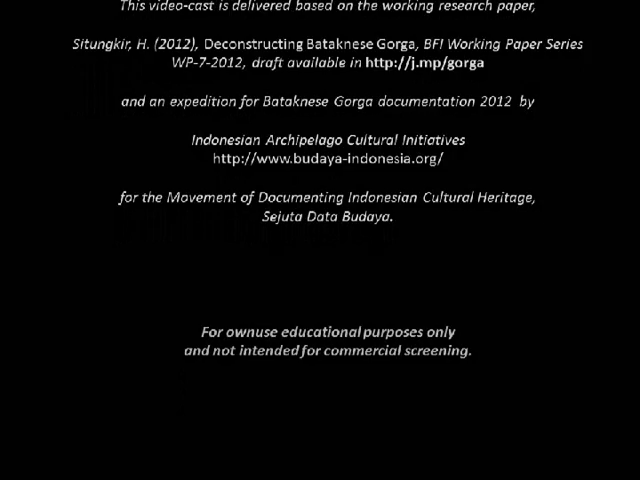 This video-cast is delivered based on the working research paper,
Situngkir, H. (2012), Deconstructing Bataknese Gorga, BFI Working Paper Series
WP-7-2012, draft available in http://j.mp/gorga
and an expedition for Bataknese Gorga documentation 2012 by
Indonesian Archipelago Cultural Initiatives
http://www.budaya-indonesia.org/
for the Movement of Documenting Indonesian Cultural Heritage,
Sejuta Data Budaya.
For ownuse educational purposes only
and not intended for commercial screening.